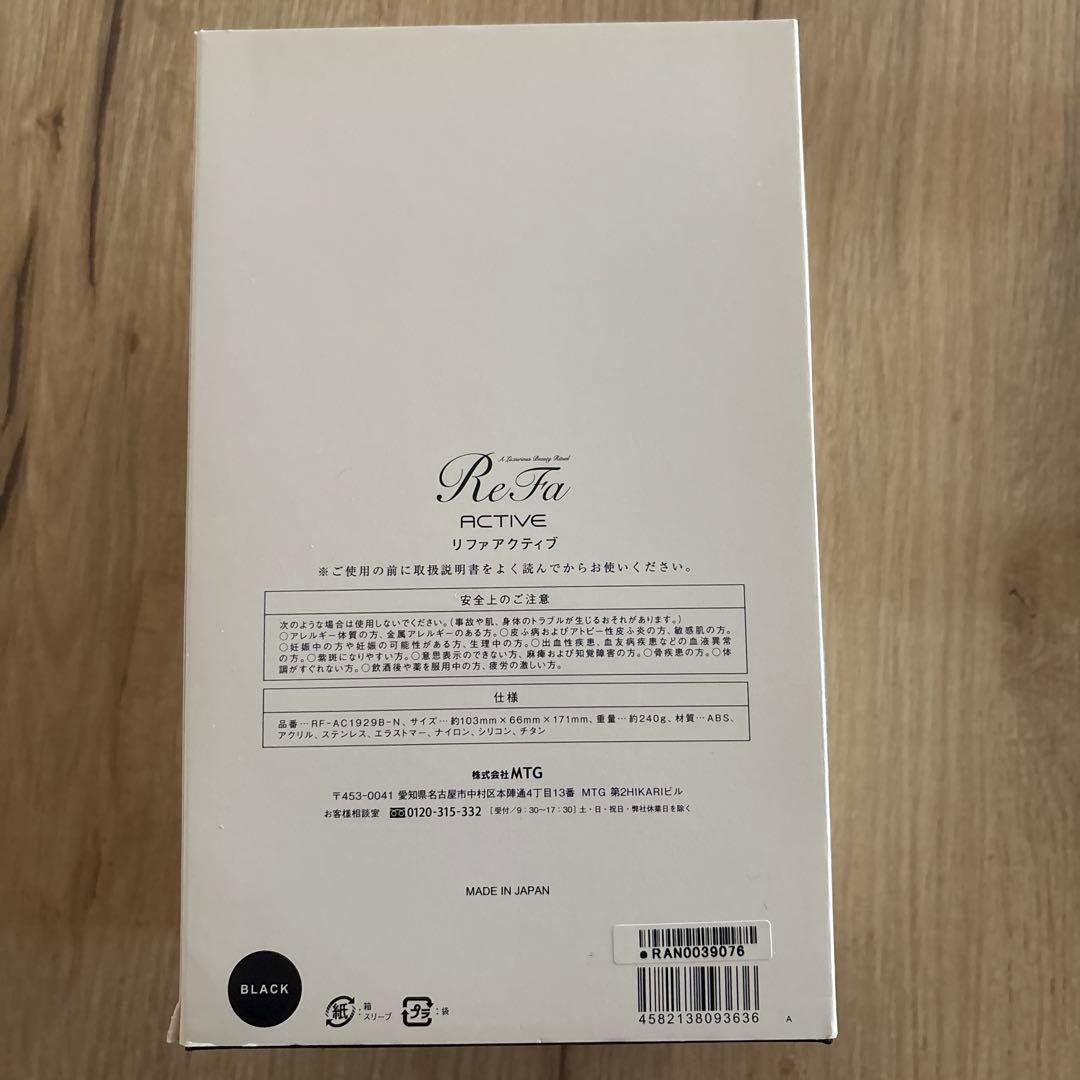 A Luxurious Beauty Ritual
ReFa
ACTIVE
リファアクティブ
※ご使用の前に取扱説明書をよく読んでからお使いください。
安全上のご注意
次のような場合は使用しないでください。(事故や肌、身体のトラブルが生じるおそれがあります。)
○アレルギー体質の方、金属アレルギーのある方。○皮ふ病およびアトピー性皮ふ炎の方、敏感肌の方。
○妊娠中の方や妊娠の可能性がある方、生理中の方。○出血性疾患、血友病疾患などの血液異常
の方。○紫斑になりやすい方。○意思表示のできない方、麻痺および知覚障害の方。○骨疾患の方。○体
調がすぐれない方。○飲酒後や薬を服用中の方、疲労の激しい方。
仕様
品番…RF-AC1929B-N、サイズ…約103mm×66mm×171mm、重量…約240g、材質…ABS、
アクリル、ステンレス、エラストマー、ナイロン、シリコン、チタン
株式会社MTG
〒453-0041 愛知県名古屋市中村区本陣通4丁目13番 MTG 第2HIKARIビル
お客様相談室 0120-315-332 [受付/9:30~17:30]土・日・祝日・弊社休業日を除く
MADE IN JAPAN
●RAN0039076
BLACK
紙:箱
スリーブ
プラ:袋
4582138093636
A